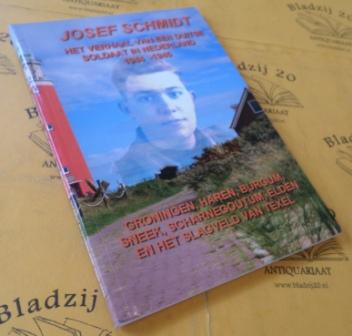 JOSEF SCHMIDT
HET VERHAAL VAN EEN DUITSE
SOLDAAT IN NEDERLAND
-1945
GRONINGEN, HAREN, BURGUM,
SNEEK, SCHARNEGOUTUM, ELDEN
EN HET SLAGVELD VAN TEXEL
Bladzij 20
ANTIQUARIAAT
www.bladzij20.nl
Bladzij
ANTIQUARIAAT
Bladzij